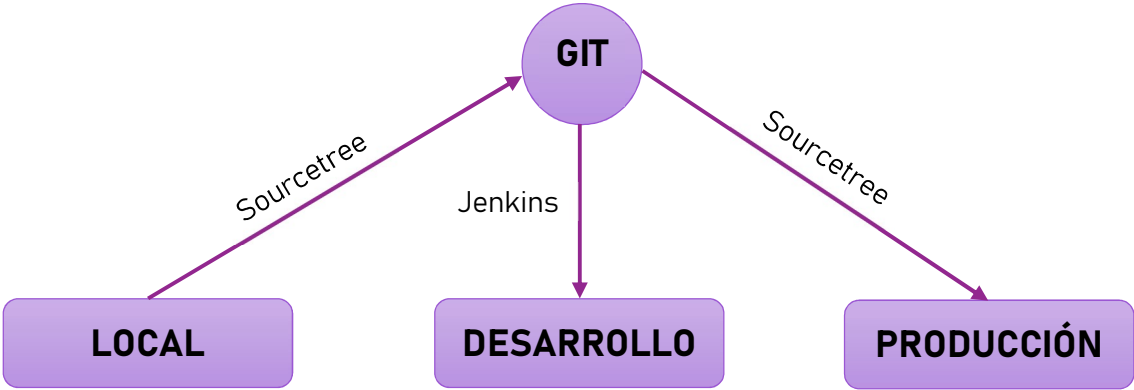 GIT
Sourcetree
Jenkins
Sourcetree
LOCAL
DESARROLLO
PRODUCCIÓN